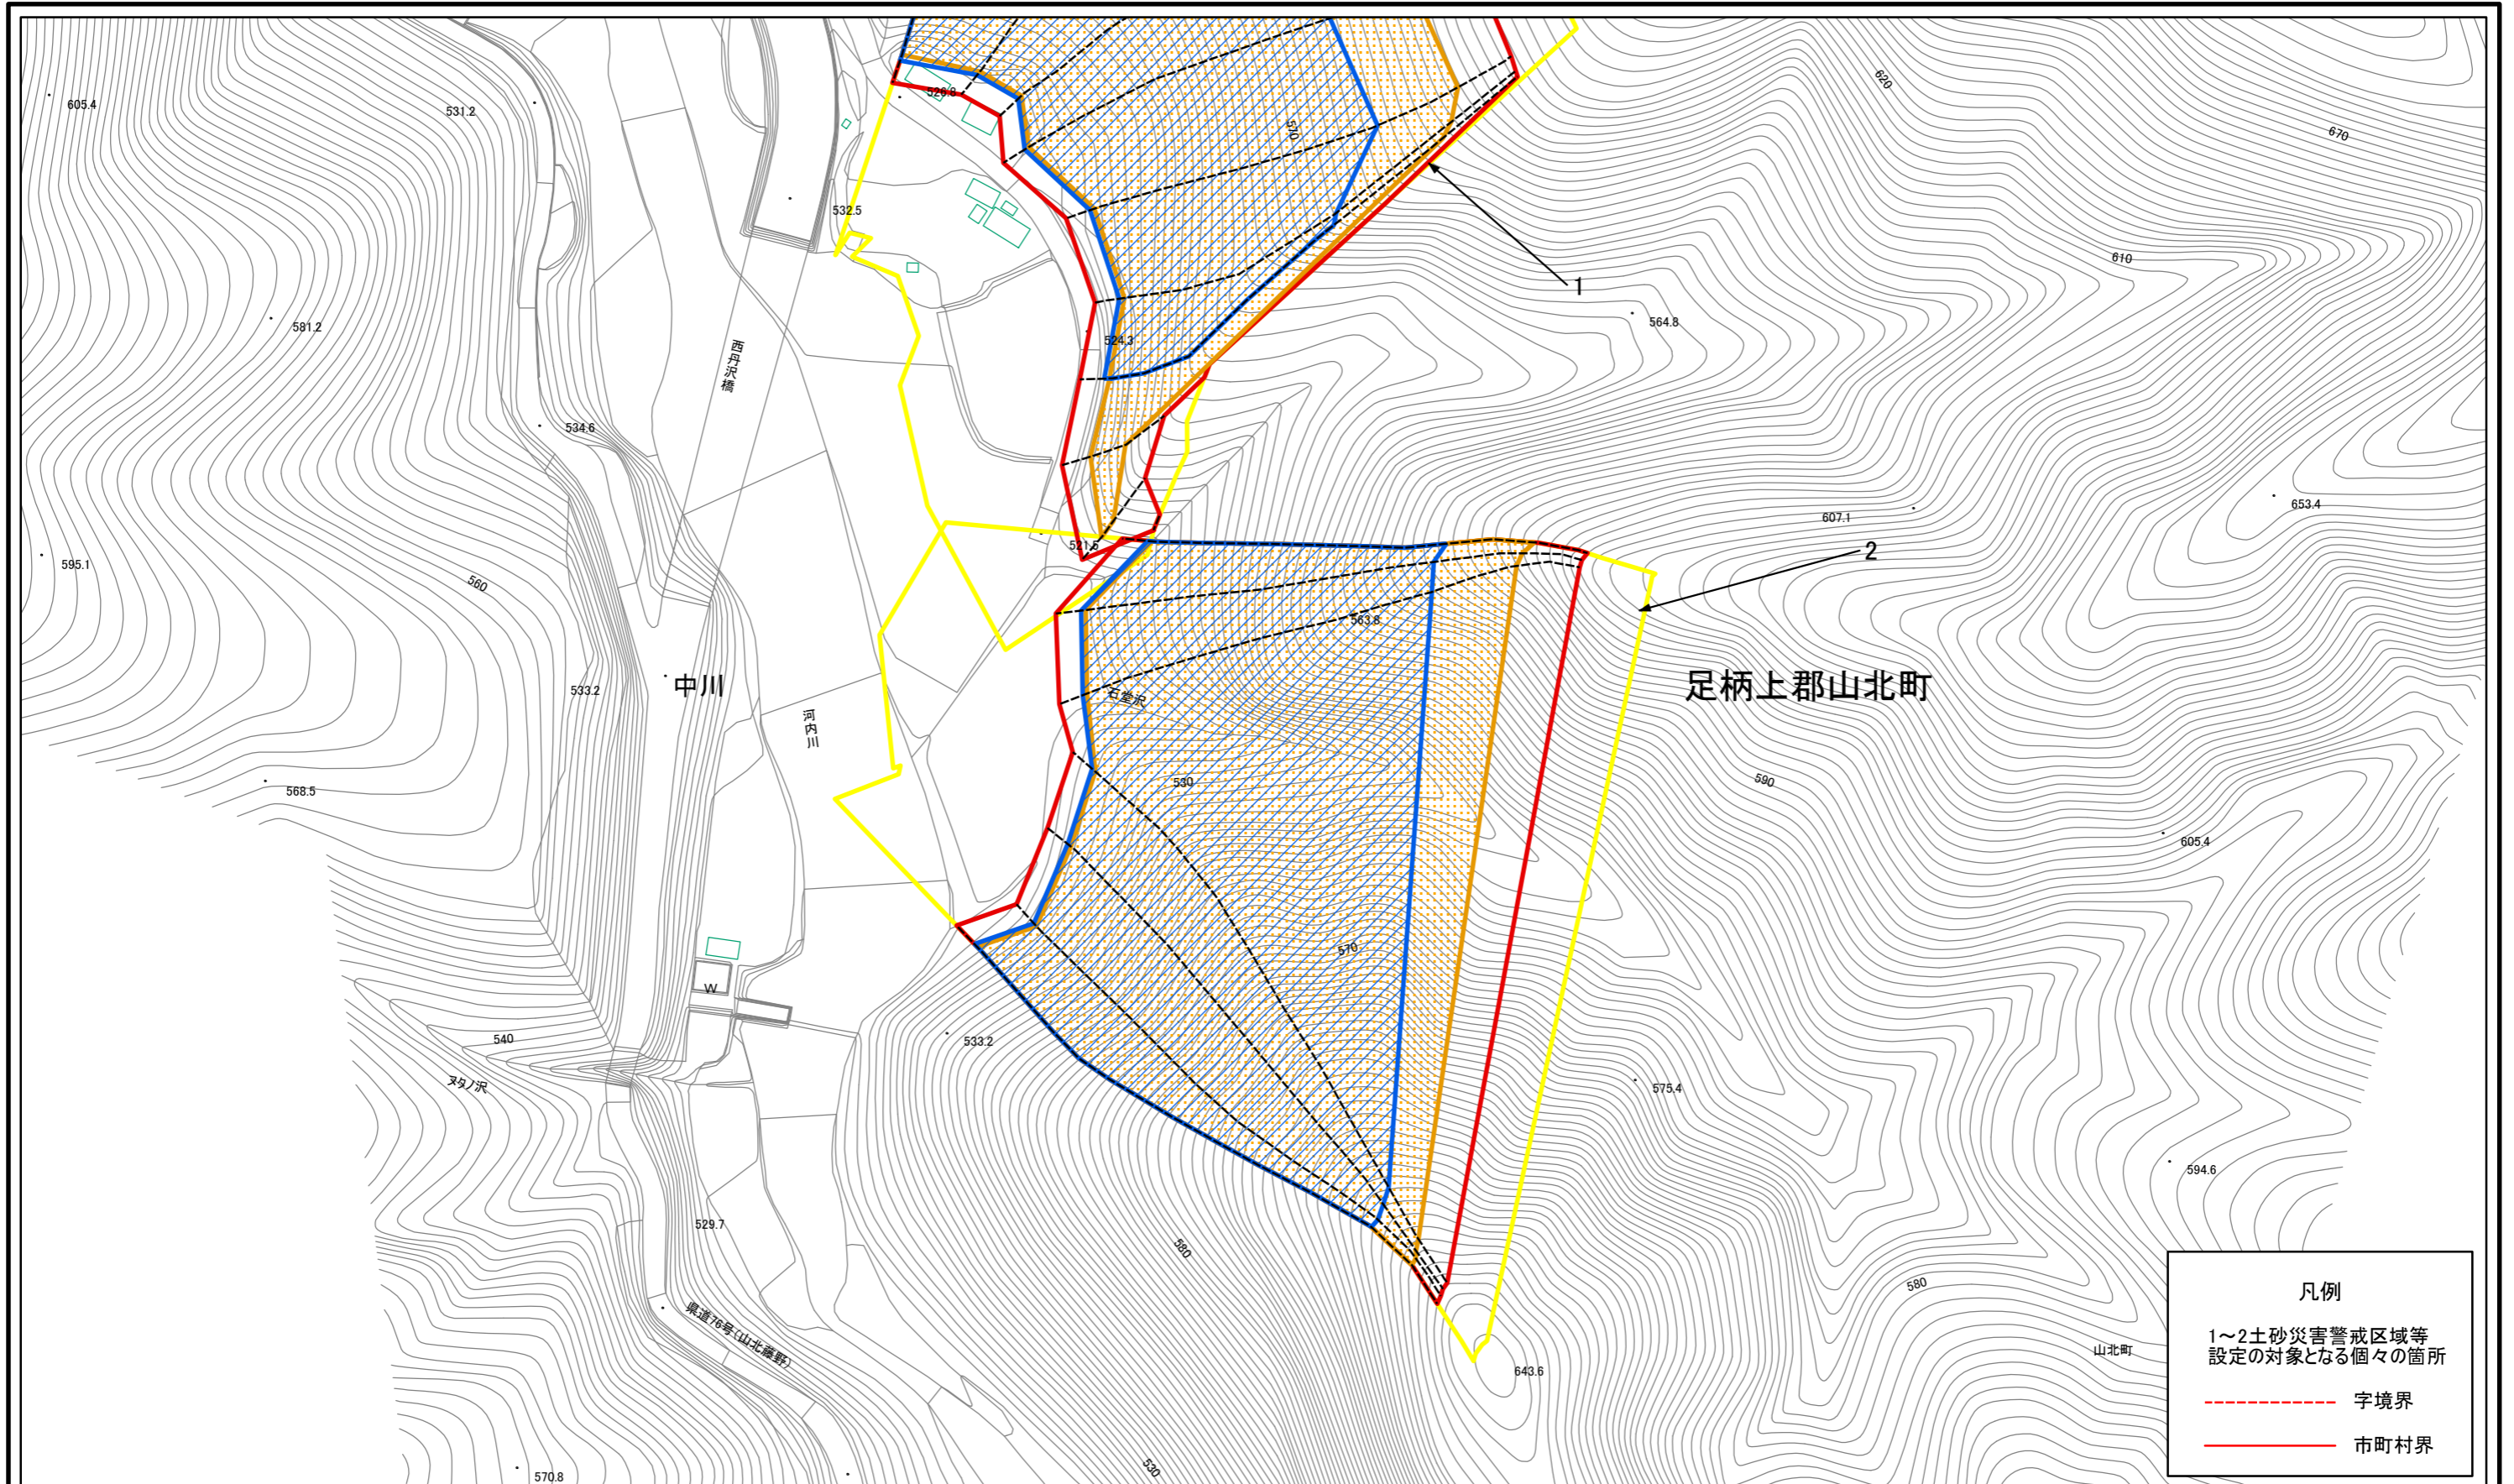 620
605.4
526.8
531.2
570
670
532.5
610
1
581.2
564.8
524.3
西丹沢橋
534.6
653.4
607.1
521.5
2
595.1
560
563.8
中川
533.2
石堂沢
足柄上郡山北町
河内川
530
590
568.5
605.4
570
W
540
533.2
ヌタノ沢
575.4
594.6
529.7
580
580
県道76号(山北藤野)
643.6
山北町
530
570.8
凡例
1～2土砂災害警戒区域等
設定の対象となる個々の箇所
字境界
市町村界